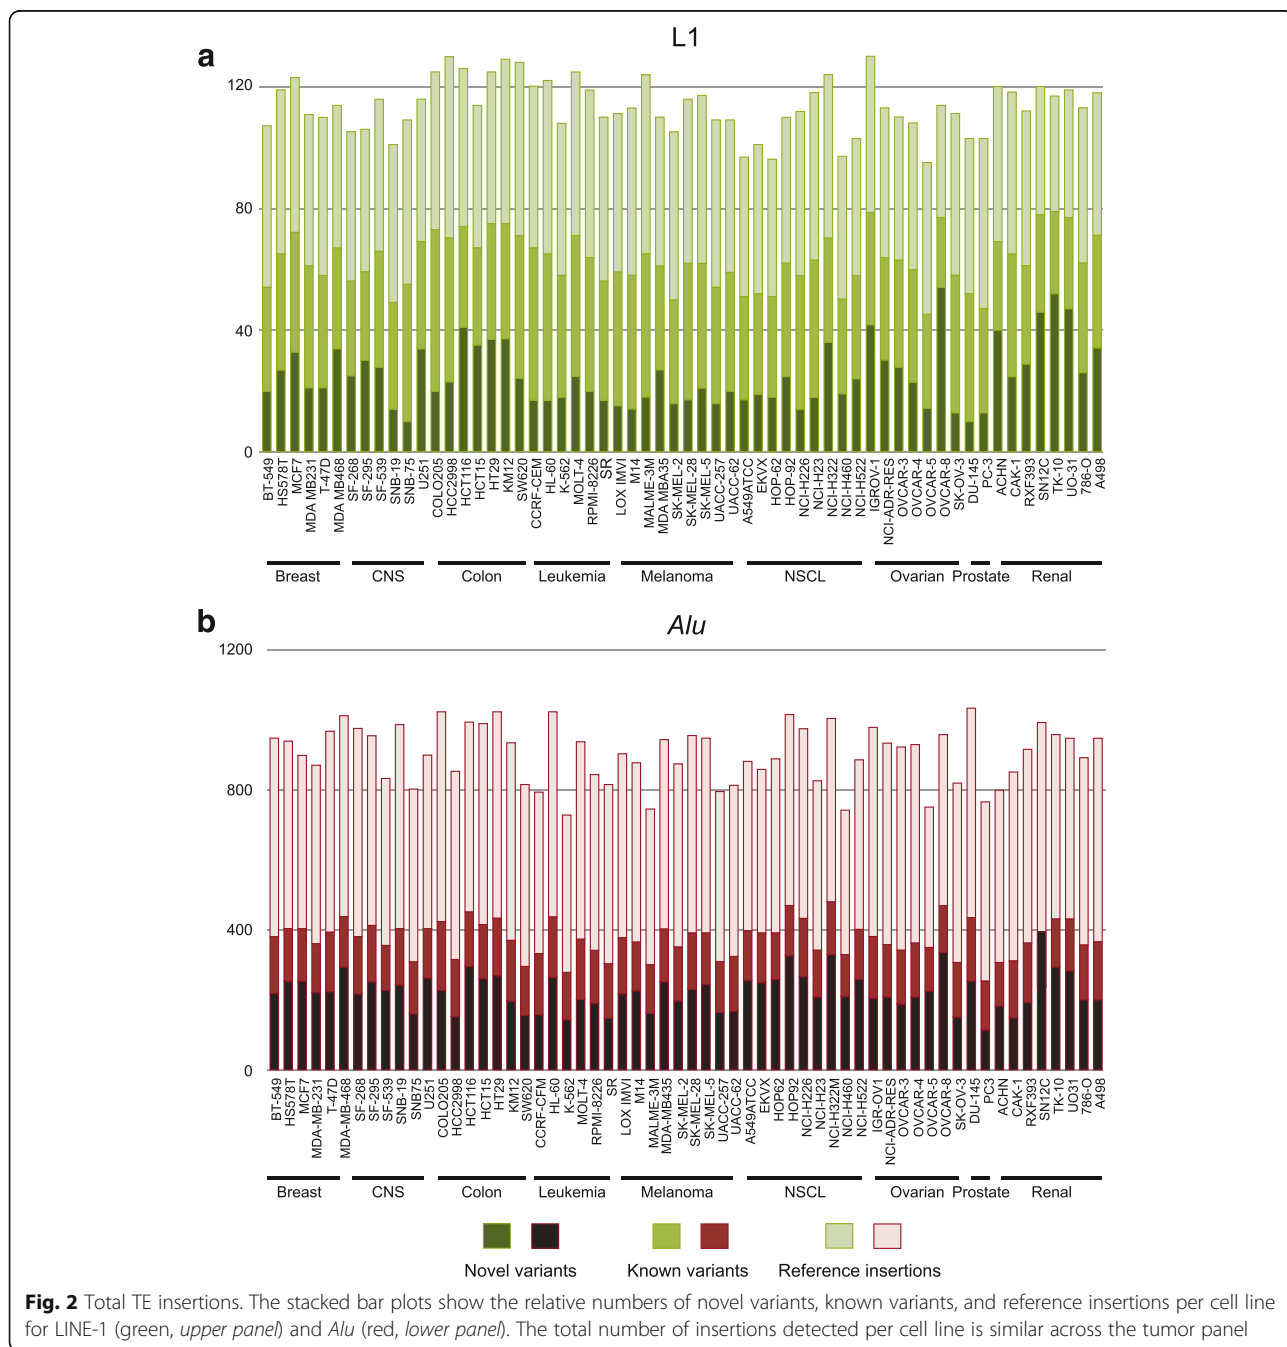 a
L1
120
80
40
0
BT-549
HS578T
MCF7
MDA MB231
T-47D
MDA MB468
SF-268
SF-295
SF-539
SNB-19
SNB-75
U251
COLO205
HCC2998
HCT116
HCT15
HT29
KM12
SW620
CCRF-CEM
HL-60
K-562
MOLT-4
RPMI-8226
SR
LOX IMVI
M14
MALME-3M
MDA MBA35
SK-MEL-2
SK-MEL-28
SK-MEL-5
UACC-257
UACC-62
A549ATCC
EKVX
HOP-62
HOP-92
NCI-H226
NCI-H23
NCI-H322
NCI-H460
NCI-H522
IGROV-1
NCI-ADR-RES
OVCAR-3
OVCAR-4
OVCAR-5
OVCAR-8
SK-OV-3
DU-145
PC-3
ACHN
CAK-1
RXF393
SN12C
TK-10
UO-31
786-O
A498
Breast
CNS
Colon
Leukemia
Melanoma
NSCL
Ovarian
Prostate
Renal
b
Alu
1200
800
400
0
BT-549
HS578T
MCF7
MDA-MB-231
T-47D
MDA-MB-468
SF-268
SF-295
SF-539
SNB-19
SNB75
U251
COLO205
HCC2998
HCT116
HCT15
HT29
KM12
SW620
CCRF-CFM
HL-60
K-562
MOLT-4
RPMI-8226
SR
LOX IMVI
M14
MALME-3M
MDA-MB435
SK-MEL-2
SK-MEL-28
SK-MEL-5
UACC-257
UACC-62
A549ATCC
EKVX
HOP62
HOP92
NCI-H226
NCI-H23
NCI-H322M
NCI-H460
NCI-H522
IGR-OV1
NCI-ADR-RES
OVCAR-3
OVCAR-4
OVCAR-5
OVCAR-8
SK-OV-3
DU-145
PC3
ACHN
CAK-1
RXF393
SN12C
TK-10
UO31
786-O
A498
Breast
CNS
Colon
Leukemia
Melanoma
NSCL
Ovarian
Prostate
Renal
Novel variants
Known variants
Reference insertions
Fig. 2 Total TE insertions. The stacked bar plots show the relative numbers of novel variants, known variants, and reference insertions per cell line
for LINE-1 (green, upper panel) and Alu (red, lower panel). The total number of insertions detected per cell line is similar across the tumor panel